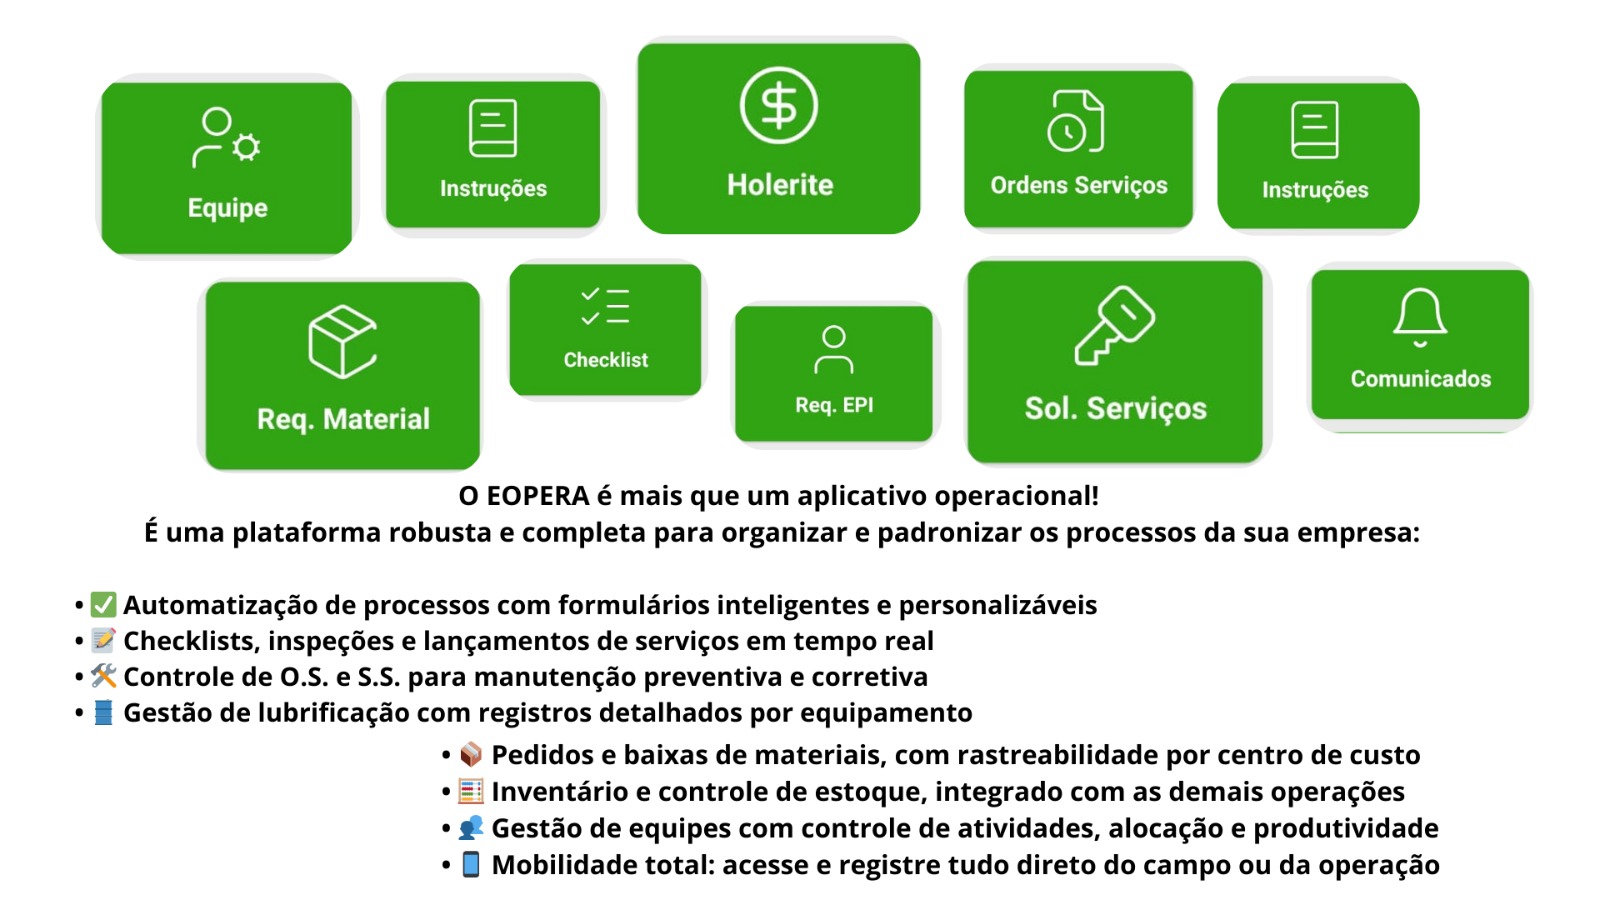 Equipe
Instruções
Holerite
Ordens Serviços
Instruções
Req. Material
Checklist
Req. EPI
Sol. Serviços
Comunicados
O EOPERA é mais que um aplicativo operacional!
É uma plataforma robusta e completa para organizar e padronizar os processos da sua empresa:
• ✅ Automatização de processos com formulários inteligentes e personalizáveis
• 📝 Checklists, inspeções e lançamentos de serviços em tempo real
• 🛠 Controle de O.S. e S.S. para manutenção preventiva e corretiva
• 🛢 Gestão de lubrificação com registros detalhados por equipamento
• 📦 Pedidos e baixas de materiais, com rastreabilidade por centro de custo
• 🧮 Inventário e controle de estoque, integrado com as demais operações
• 👥 Gestão de equipes com controle de atividades, alocação e produtividade
• 📱 Mobilidade total: acesse e registre tudo direto do campo ou da operação